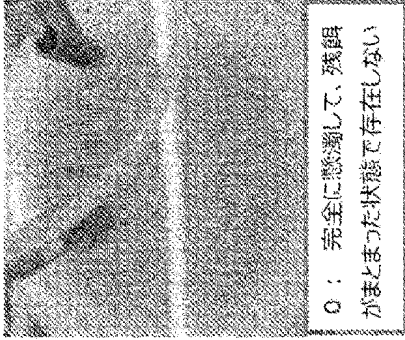 0： 完全に懸濁して、残餌
がまとまった状態で存在しない